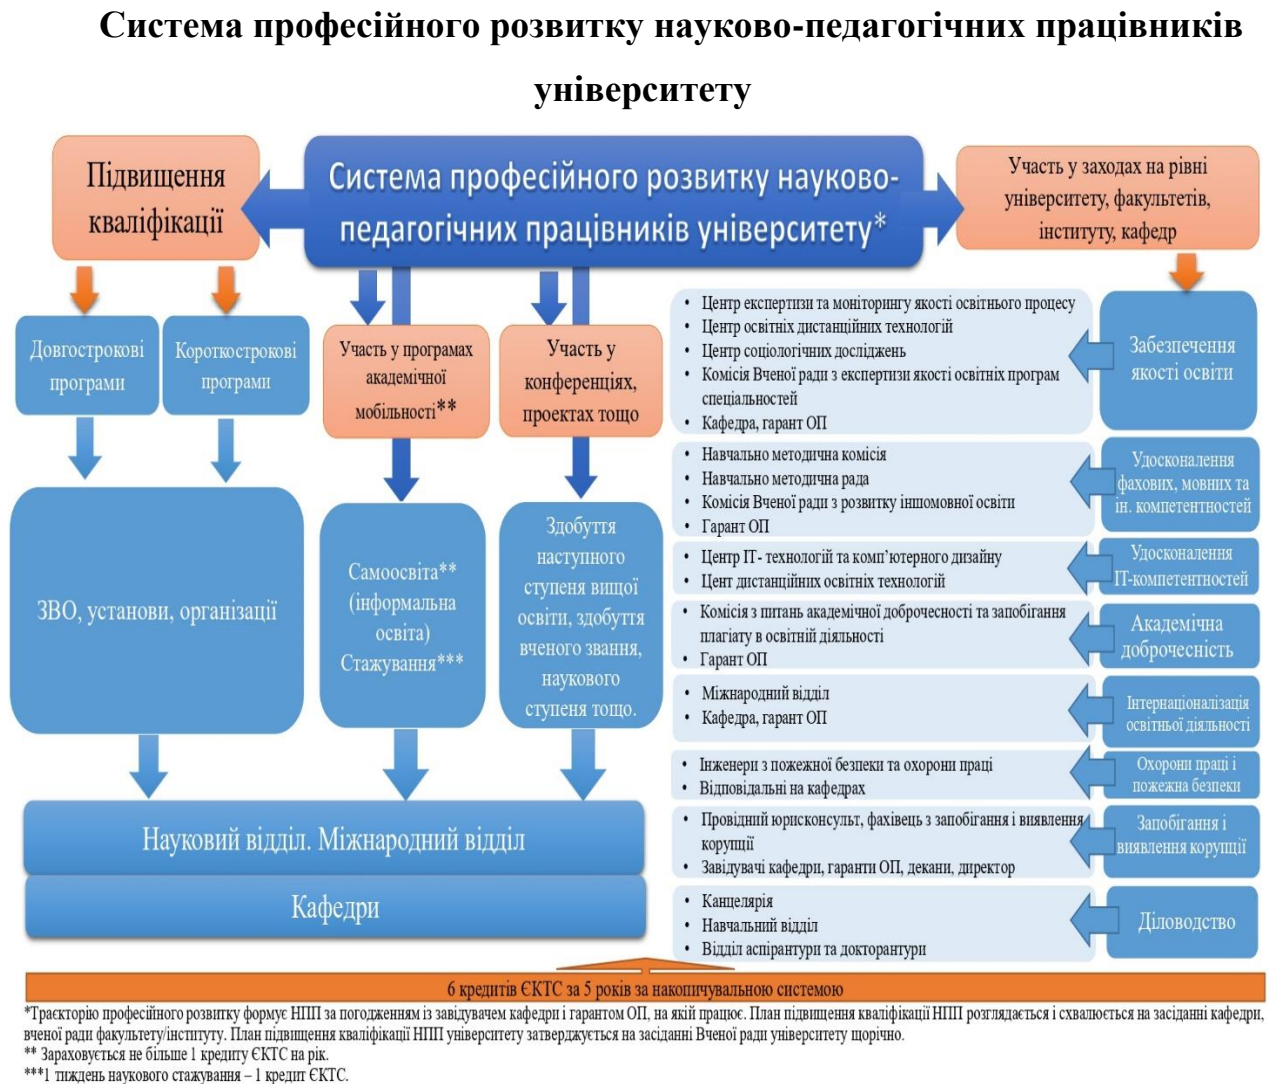 Система професійного розвитку науково-педагогічних працівників
університету
Підвищення
кваліфікації
Система професійного розвитку науково-
педагогічних працівників університету*
Участь у заходах на рівні
університету, факультетів,
інституту, кафедр
Довгострокові
програми
Короткострокові
програми
Участь у програмах
академічної
мобільності**
Участь у
конференціях,
проектах тощо
ЗВО, установи, організації
Самоосвіта**
(інформальна
освіта)
Стажування***
Здобуття
наступного
ступеня вищої
освіти, здобуття
вченого звання,
наукового
ступеня тощо.
Науковий відділ. Міжнародний відділ
Кафедри
• Центр експертизи та моніторингу якості освітнього процесу
• Центр освітніх дистанційних технологій
• Центр соціологічних досліджень
• Комісія Вченої ради з експертизи якості освітніх програм
спеціальностей
• Кафедра, гарант ОП
Забезпечення
якості освіти
• Навчально методична комісія
• Навчально методична рада
• Комісія Вченої ради з розвитку іншомовної освіти
• Гарант ОП
Удосконалення
фахових, мовних та
ін. компетентностей
• Центр ІТ- технологій та комп’ютерного дизайну
• Цент дистанційних освітніх технологій
Удосконалення
ІТ-компетентностей
• Комісія з питань академічної доброчесності та запобігання
плагіату в освітній діяльності
• Гарант ОП
Академічна
доброчесність
• Міжнародний відділ
• Кафедра, гарант ОП
Інтернаціоналізація
освітньої діяльності
• Інженери з пожежної безпеки та охорони праці
• Відповідальні на кафедрах
Охорони праці і
пожежна безпеки
• Провідний юрисконсульт, фахівець з запобігання і виявлення
корупції
• Завідувачі кафедри, гаранти ОП, декани, директор
Запобігання і
виявлення корупції
• Канцелярія
• Навчальний відділ
• Відділ аспірантури та докторантури
Діловодство
6 кредитів ЄКТС за 5 років за накопичувальною системою
*Траєкторію професійного розвитку формує НПП за погодженням із завідувачем кафедри і гарантом ОП, на якій працює. План підвищення кваліфікації НПП розглядається і схвалюється на засіданні кафедри,
вченої ради факультету/інституту. План підвищення кваліфікації НПП університету затверджується на засіданні Вченої ради університету щорічно.
** Зараховується не більше 1 кредиту ЄКТС на рік.
***1 тиждень наукового стажування – 1 кредит ЄКТС.